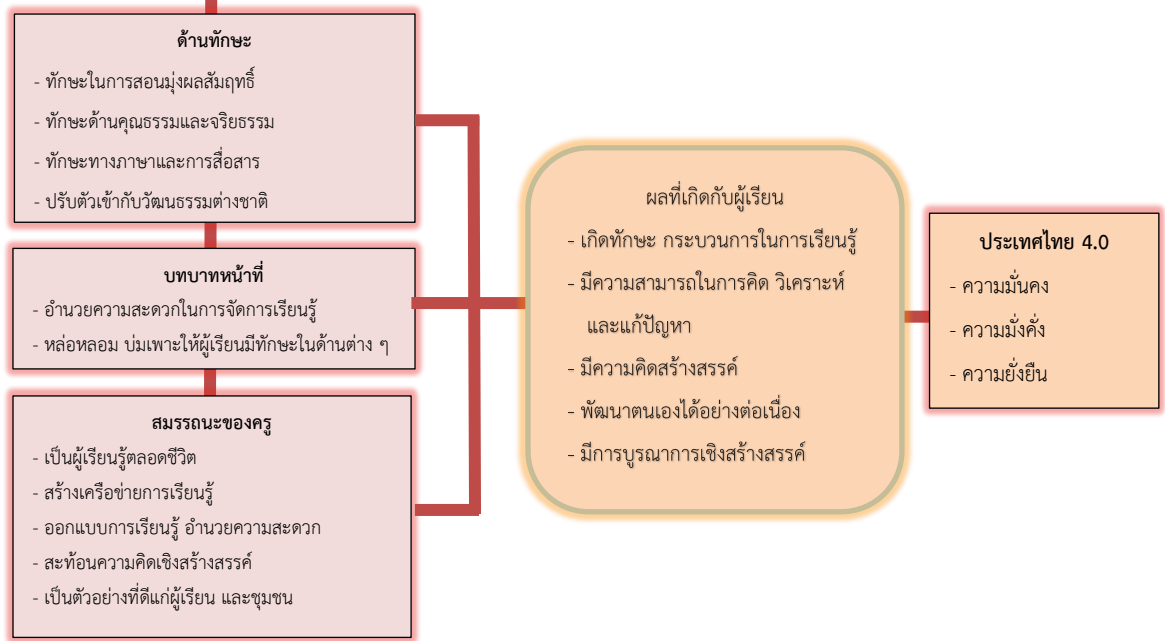 ด้านทักษะ
- ทักษะในการสอนมุ่งผลสัมฤทธิ์
- ทักษะด้านคุณธรรมและจริยธรรม
- ทักษะทางภาษาและการสื่อสาร
- ปรับตัวเข้ากับวัฒนธรรมต่างชาติ
บทบาทหน้าที่
- อำนวยความสะดวกในการจัดการเรียนรู้
- หล่อหลอม บ่มเพาะให้ผู้เรียนมีทักษะในด้านต่าง ๆ
สมรรถนะของครู
- เป็นผู้เรียนรู้ตลอดชีวิต
- สร้างเครือข่ายการเรียนรู้
- ออกแบบการเรียนรู้ อำนวยความสะดวก
- สะท้อนความคิดเชิงสร้างสรรค์
- เป็นตัวอย่างที่ดีแก่ผู้เรียน และชุมชน
ผลที่เกิดกับผู้เรียน
- เกิดทักษะ กระบวนการในการเรียนรู้
- มีความสามารถในการคิด วิเคราะห์
และแก้ปัญหา
- มีความคิดสร้างสรรค์
- พัฒนาตนเองได้อย่างต่อเนื่อง
- มีการบูรณาการเชิงสร้างสรรค์
ประเทศไทย 4.0
- ความมั่นคง
- ความมั่งคั่ง
- ความยั่งยืน